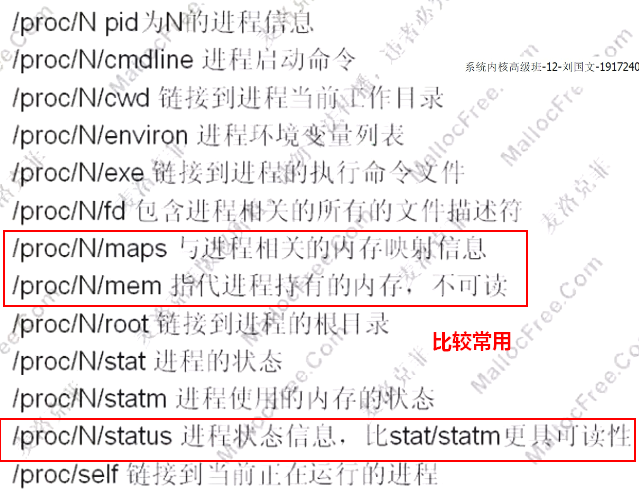 /proc/N pid为N的进程信息
/proc/N/cmdline 进程启动命令
系统内核高级班-12-刘国文-1917240
/proc/N/cwd 链接到进程当前工作目录
/proc/N/environ 进程环境变量列表
/proc/N/exe 链接到进程的执行命令文件
/proc/N/fd 包含进程相关的所有的文件描述符
/proc/N/maps 与进程相关的内存映射信息
/proc/N/mem 指代进程持有的内存，不可读
/proc/N/root 链接到进程的根目录
比较常用
/proc/N/stat 进程的状态
/proc/N/statm 进程使用的内存的状态
/proc/N/status 进程状态信息，比stat/statm更具可读性
/proc/self 链接到当前正在运行的进程
麦洛克菲
MallocFree.Com